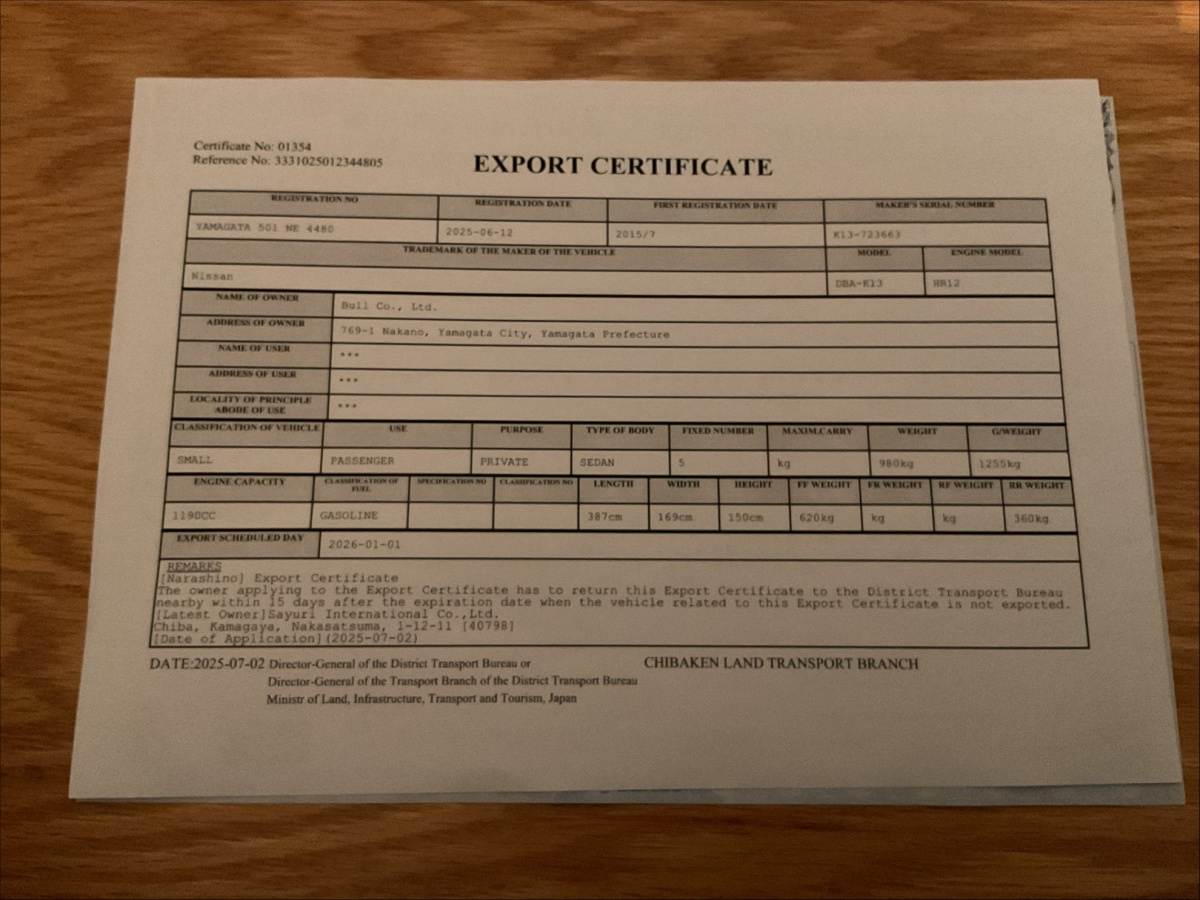 Certificate No: 01354
Reference No: 3331025012344805
EXPORT CERTIFICATE
REGISTRATION NO REGISTRATION DATE FIRST REGISTRATION DATE MAKER'S SERIAL NUMBER
YAMAGATA 501 NE 4480 2025-06-12 2015/7 K13-723663
TRADEMARK OF THE MAKER OF THE VEHICLE MODEL ENGINE MODEL
Nissan DBA-K13 HR12
NAME OF OWNER Bull Co., Ltd.
ADDRESS OF OWNER 769-1 Nakano, Yamagata City, Yamagata Prefecture
NAME OF USER ***
ADDRESS OF USER ***
LOCALITY OF PRINCIPLE
ABODE OF USE ***
CLASSIFICATION OF VEHICLE USE PURPOSE TYPE OF BODY FIXED NUMBER MAXIM.CARRY WEIGHT G/WEIGHT
SMALL PASSENGER PRIVATE SEDAN 5 kg 980kg 1255kg
ENGINE CAPACITY CLASSIFICATION OF FUEL SPECIFICATION NO CLASSIFICATION NO LENGTH WIDTH HEIGHT FF WEIGHT FR WEIGHT RF WEIGHT RR WEIGHT
1190CC GASOLINE 387cm 169cm 150cm 620kg kg kg 360kg
EXPORT SCHEDULED DAY 2026-01-01
REMARKS
[Narashino] Export Certificate
The owner applying to the Export Certificate has to return this Export Certificate to the District Transport Bureau
nearby within 15 days after the expiration date when the vehicle related to this Export Certificate is not exported.
[Latest Owner]Sayuri International Co.,Ltd.
Chiba, Kamagaya, Nakasatsuma, 1-12-11 [40798]
[Date of Application](2025-07-02)
DATE:2025-07-02 Director-General of the District Transport Bureau or CHIBAKEN LAND TRANSPORT BRANCH
Director-General of the Transport Branch of the District Transport Bureau
Ministr of Land, Infrastructure, Transport and Tourism, Japan